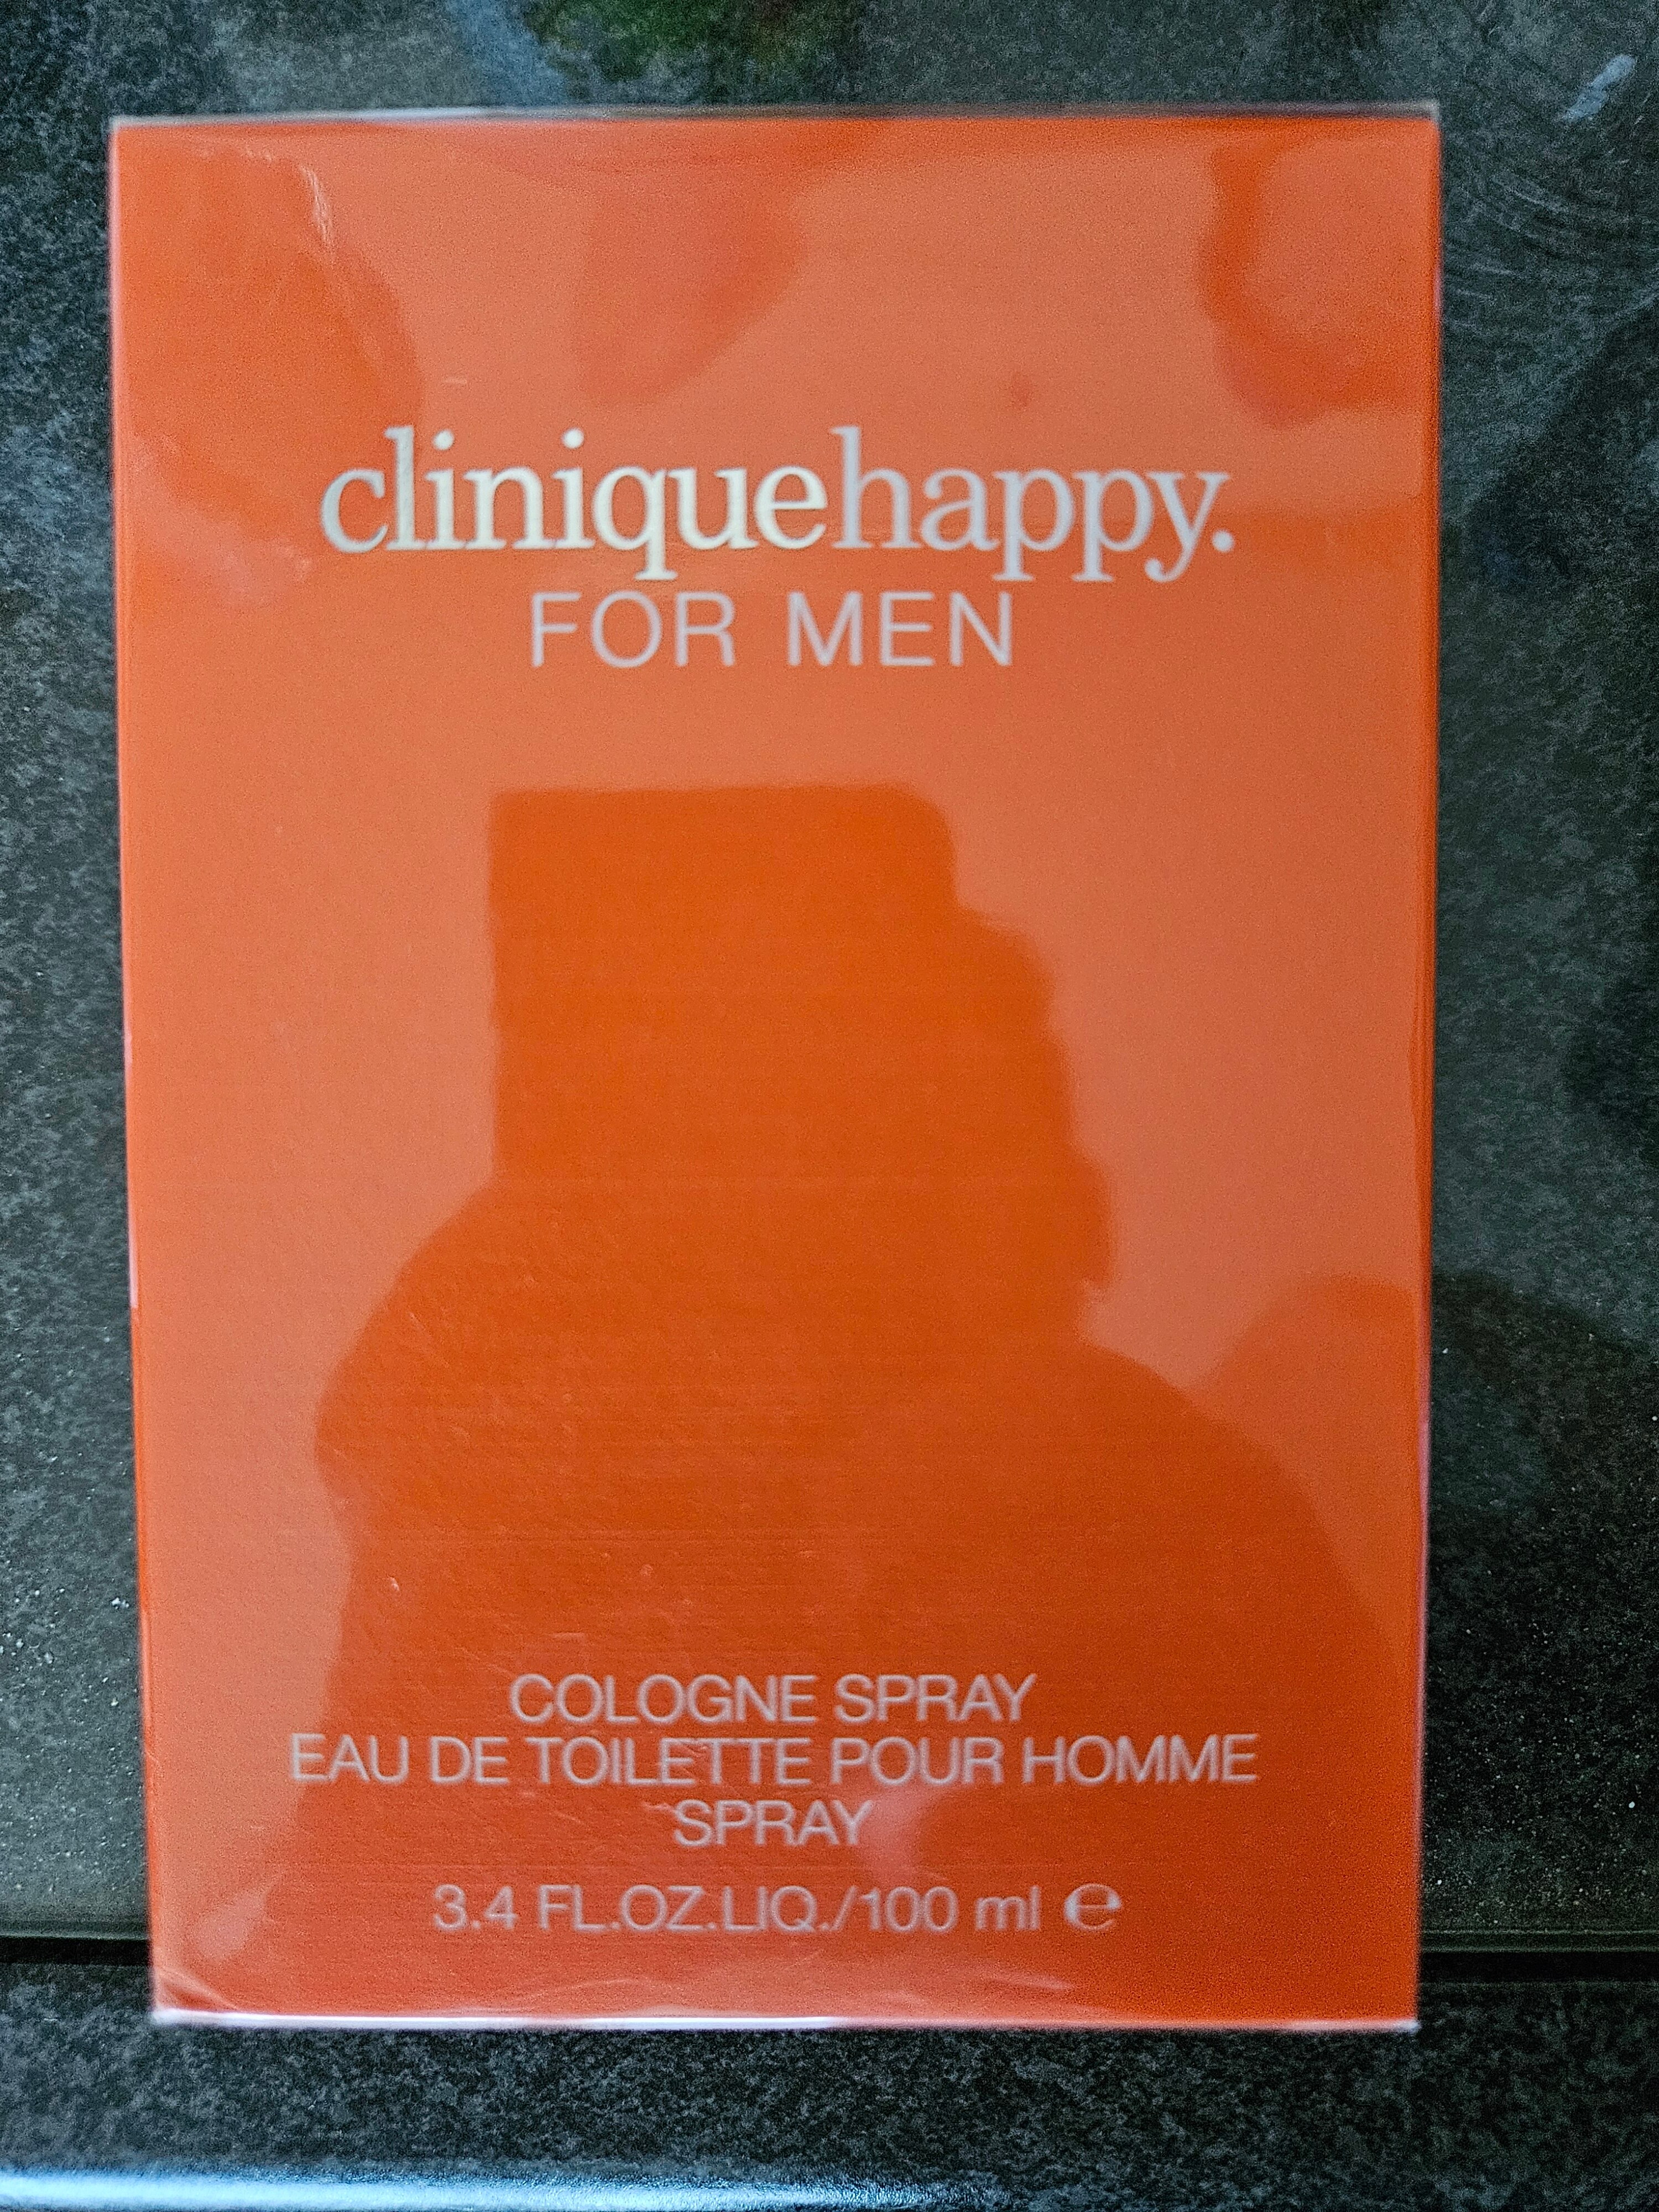 cliniquehappy.
FOR MEN
COLOGNE SPRAY
EAU DE TOILETTE POUR HOMME
SPRAY
3.4 FL.OZ.LIQ./100 ml ℮